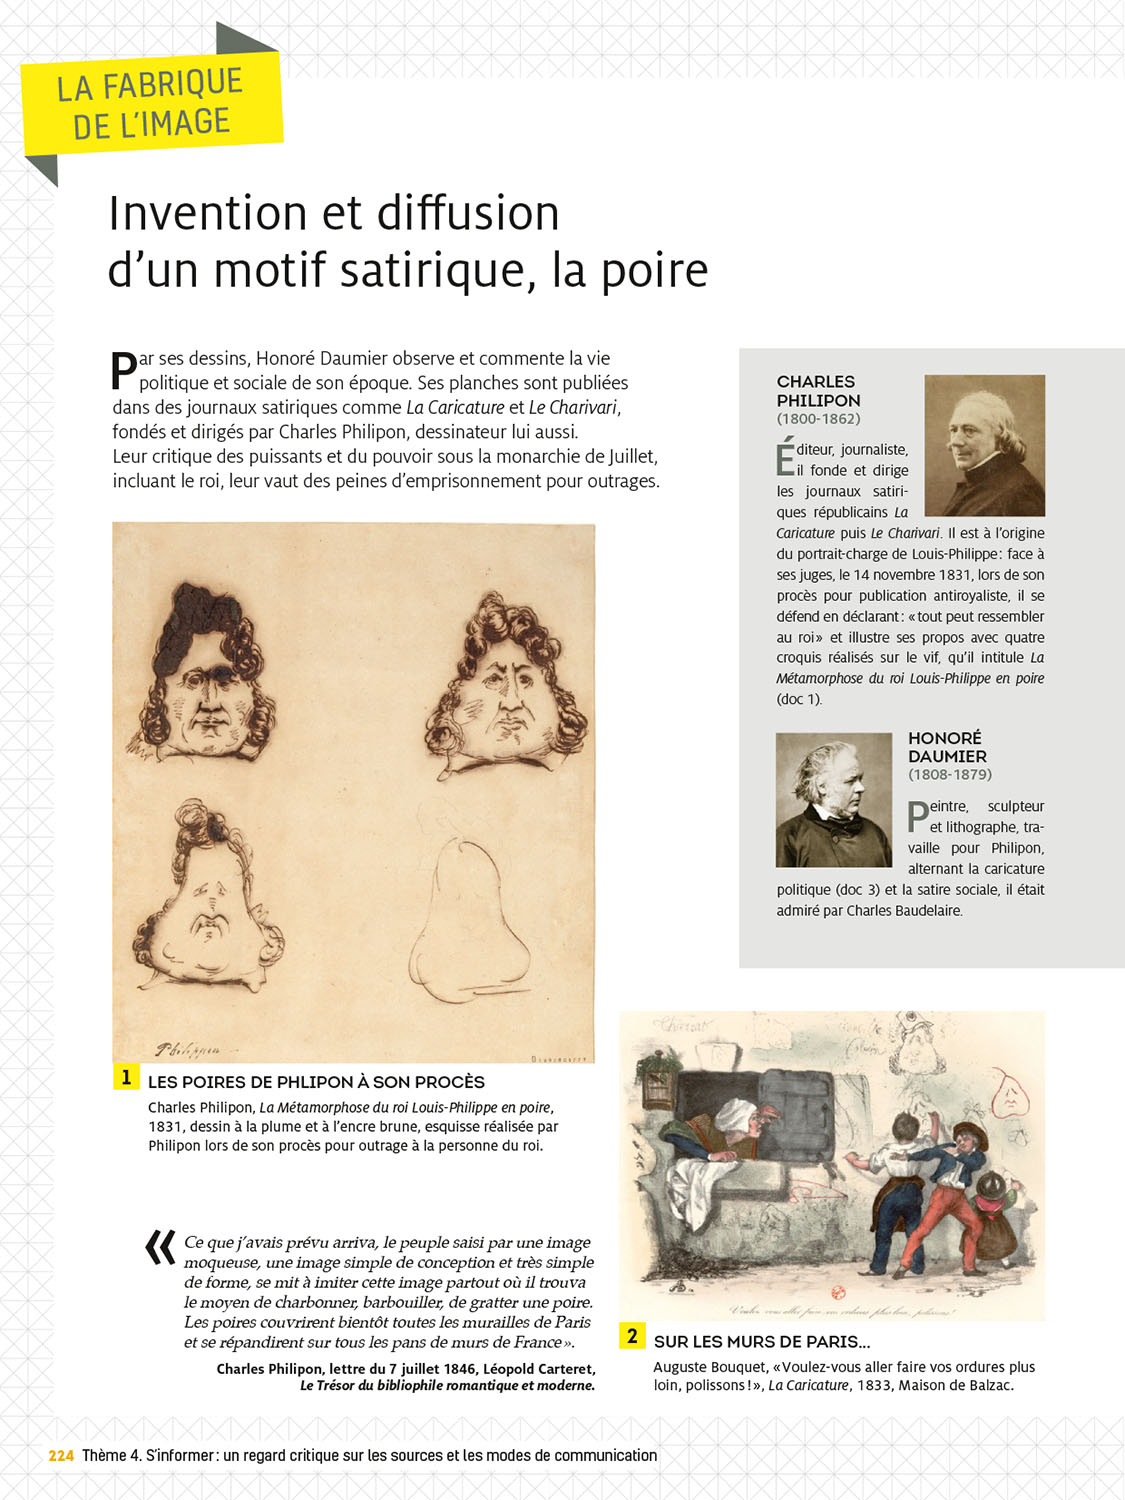 LA FABRIQUE
DE L'IMAGE
Invention et diffusion
d'un motif satirique, la poire
Par ses dessins, Honoré Daumier observe et commente la vie
politique et sociale de son époque. Ses planches sont publiées
dans des journaux satiriques comme La Caricature et Le Charivari,
fondés et dirigés par Charles Philipon, dessinateur lui aussi.
Leur critique des puissants et du pouvoir sous la monarchie de Juillet,
incluant le roi, leur vaut des peines d'emprisonnement pour outrages.
CHARLES
PHILIPON
(1800-1862)
Éditeur, journaliste,
il fonde et dirige
les journaux satiri-
ques républicains La
Caricature puis Le Charivari. Il est à l'origine
du portrait-charge de Louis-Philippe : face à
ses juges, le 14 novembre 1831, lors de son
procès pour publication antiroyaliste, il se
défend en déclarant : « tout peut ressembler
au roi » et illustre ses propos avec quatre
croquis réalisés sur le vif, qu'il intitule La
Métamorphose du roi Louis-Philippe en poire
(doc 1).
HONORÉ
DAUMIER
(1808-1879)
Peintre, sculpteur
et lithographe, tra-
vaille pour Philipon,
alternant la caricature
politique (doc 3) et la satire sociale, il était
admiré par Charles Baudelaire.
Philippon
1 LES POIRES DE PHLIPON À SON PROCÈS
Charles Philipon, La Métamorphose du roi Louis-Philippe en poire,
1831, dessin à la plume et à l'encre brune, esquisse réalisée par
Philipon lors de son procès pour outrage à la personne du roi.
« Ce que j'avais prévu arriva, le peuple saisi par une image
moqueuse, une image simple de conception et très simple
de forme, se mit à imiter cette image partout où il trouva
le moyen de charbonner, barbouiller, de gratter une poire.
Les poires couvrirent bientôt toutes les murailles de Paris
et se répandirent sur tous les pans de murs de France ».
Charles Philipon, lettre du 7 juillet 1846, Léopold Carteret,
Le Trésor du bibliophile romantique et moderne.
Voulez vous aller faire vos ordures plus loin, polissons !
2 SUR LES MURS DE PARIS...
Auguste Bouquet, « Voulez-vous aller faire vos ordures plus
loin, polissons ! », La Caricature, 1833, Maison de Balzac.
224 Thème 4. S'informer : un regard critique sur les sources et les modes de communication